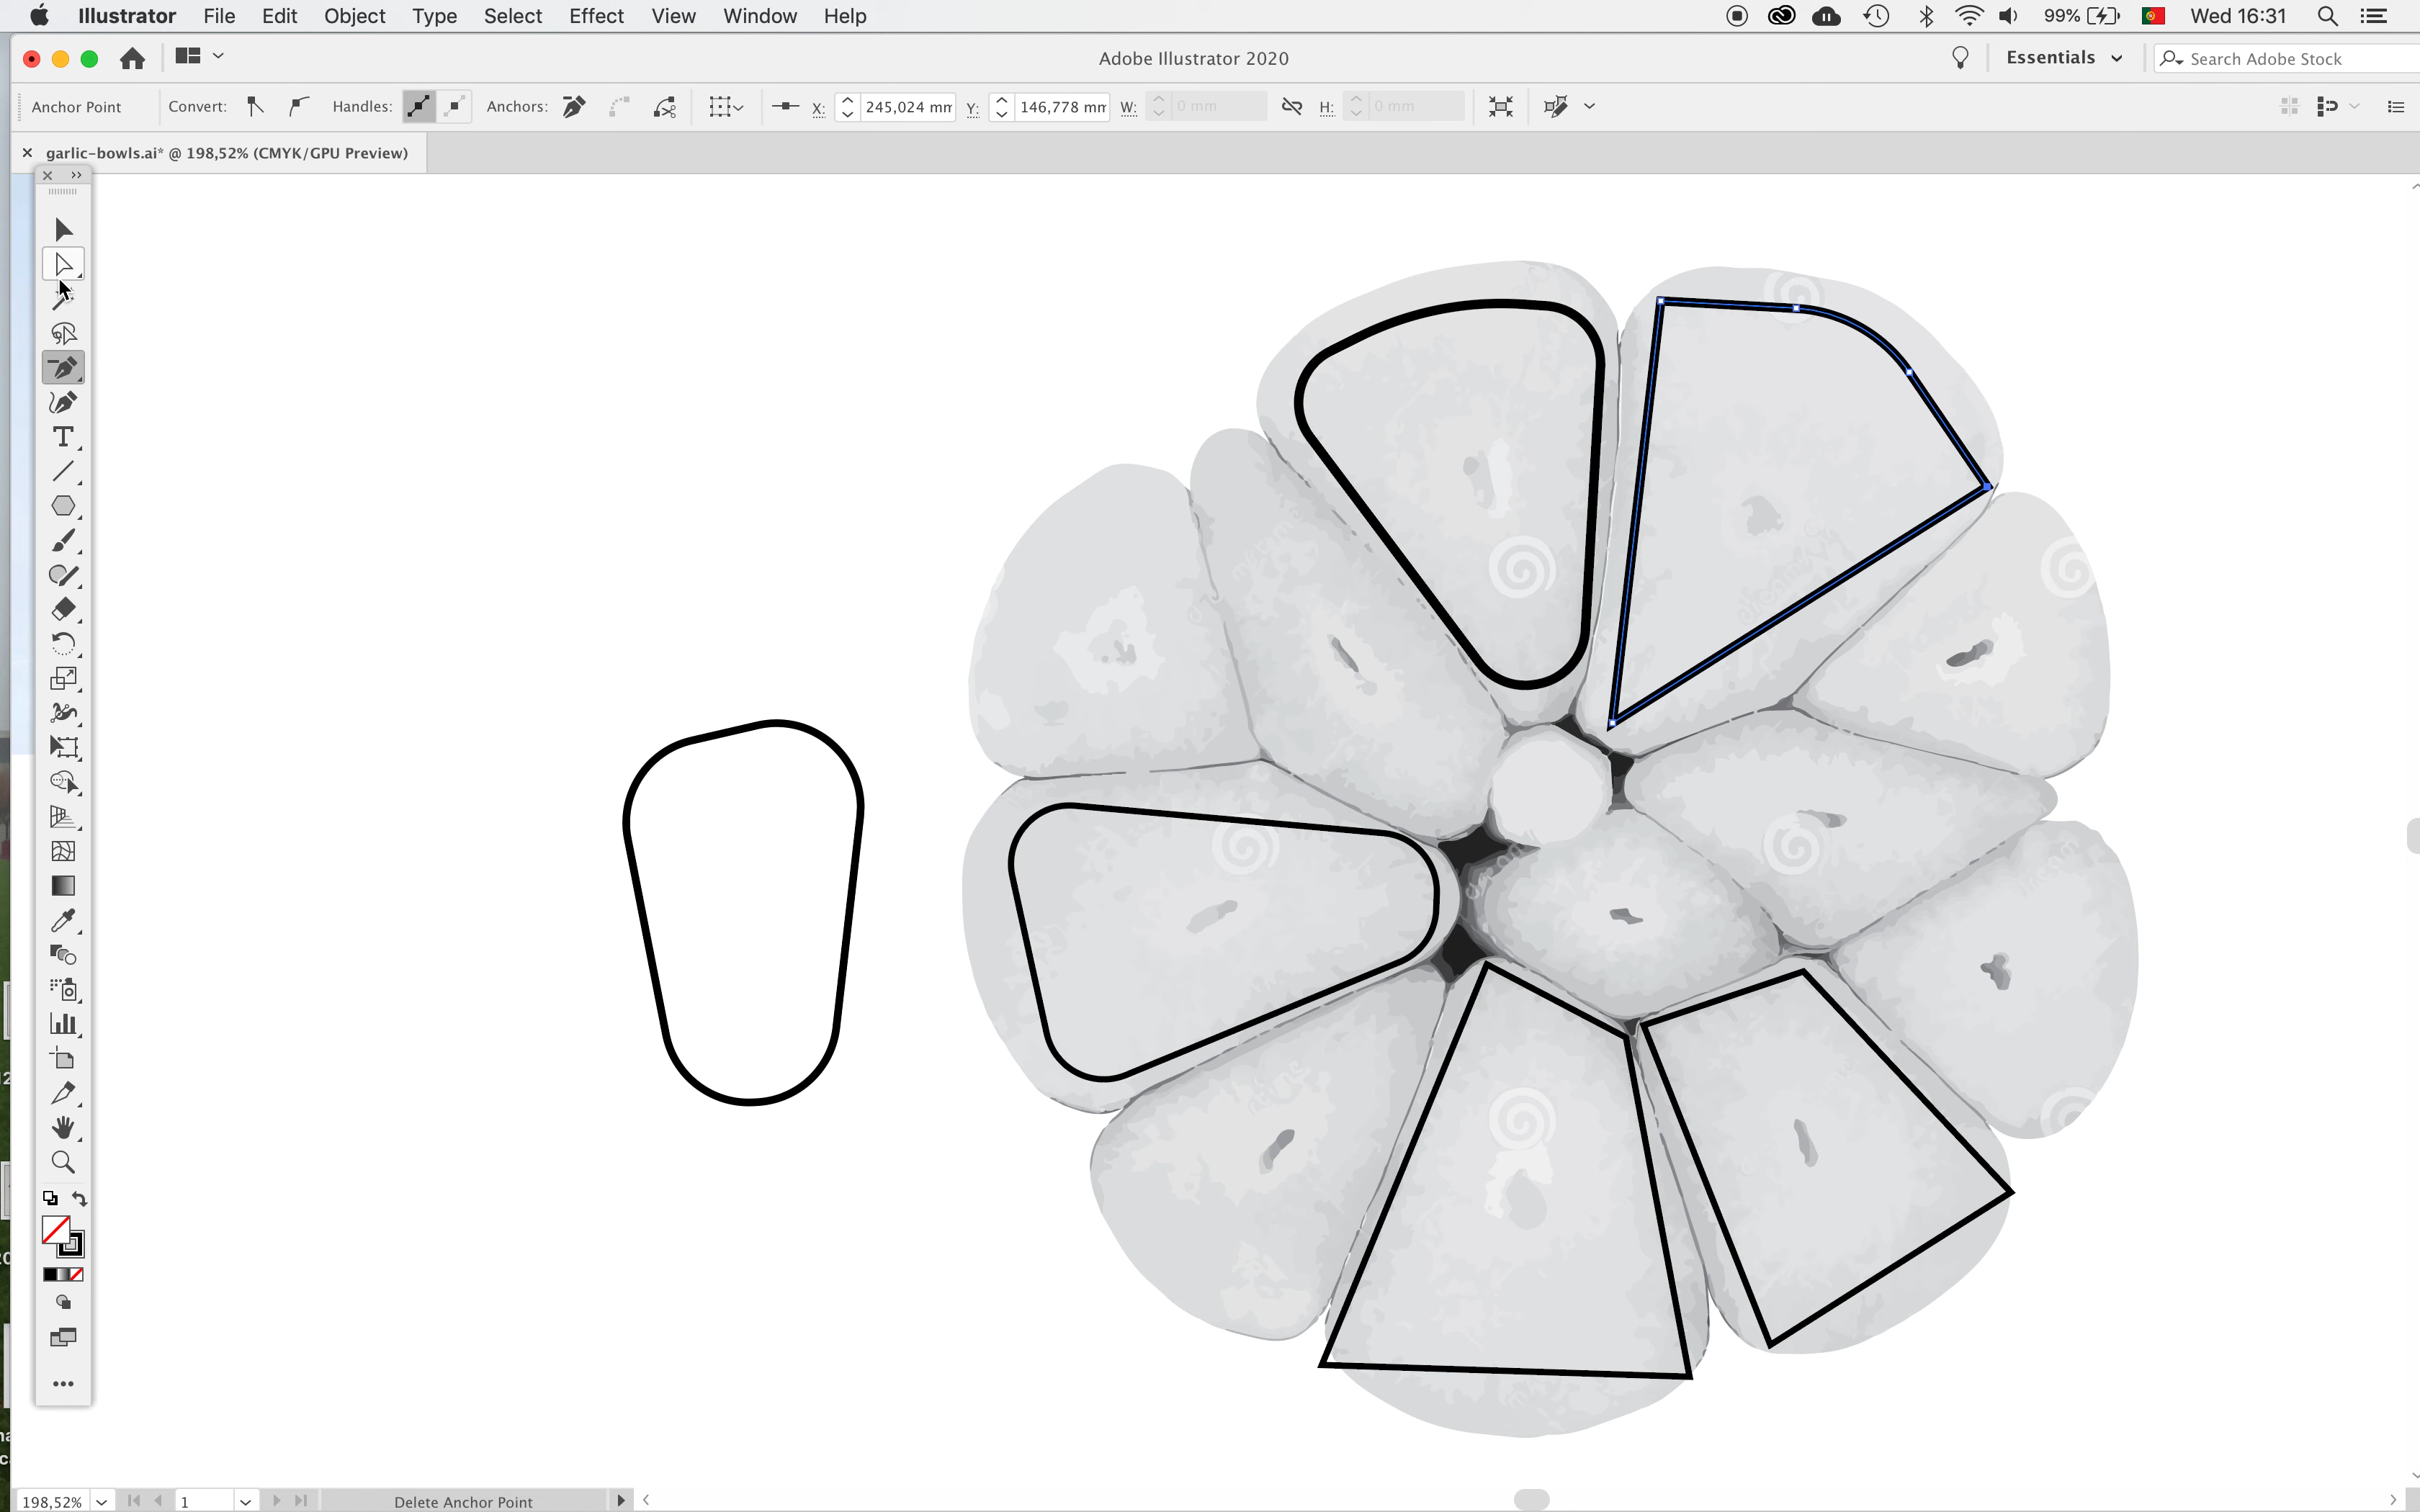 Illustrator File Edit Object Type Select Effect View Window Help 99% Wed 16:31
Adobe Illustrator 2020 Essentials Search Adobe Stock
Anchor Point Convert: Handles: Anchors: X: 245,024 mm Y: 146,778 mm W: 0 mm H: 0 mm
garlic-bowls.ai* @ 198,52% (CMYK/GPU Preview)
198,52% 1 Delete Anchor Point